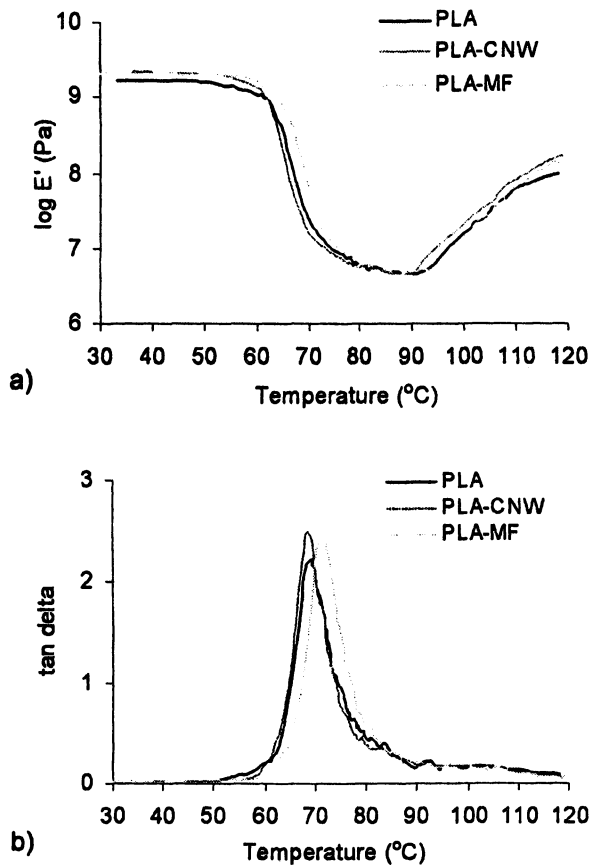 10
9
8
7
6
log E' (Pa)
PLA
PLA-CNW
PLA-MF
30 40 50 60 70 80 90 100 110 120
Temperature (°C)
a)
3
2
1
0
tan delta
PLA
PLA-CNW
PLA-MF
30 40 50 60 70 80 90 100 110 120
Temperature (°C)
b)